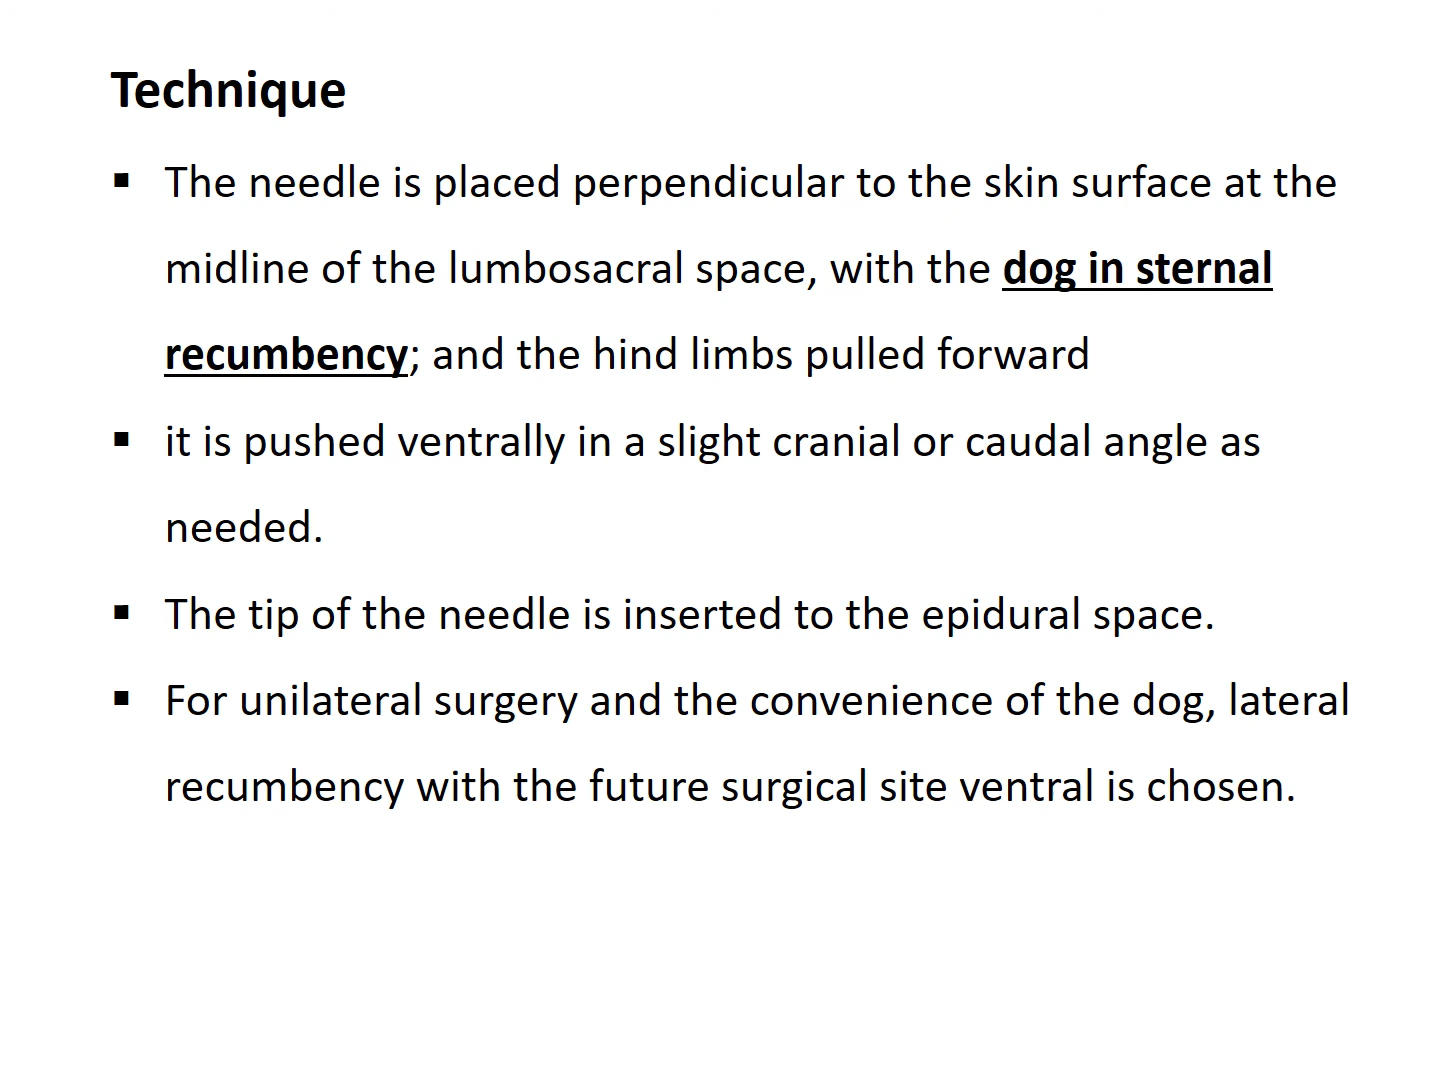 Technique
▪ The needle is placed perpendicular to the skin surface at the
midline of the lumbosacral space, with the dog in sternal
recumbency; and the hind limbs pulled forward
▪ it is pushed ventrally in a slight cranial or caudal angle as
needed.
▪ The tip of the needle is inserted to the epidural space.
▪ For unilateral surgery and the convenience of the dog, lateral
recumbency with the future surgical site ventral is chosen.